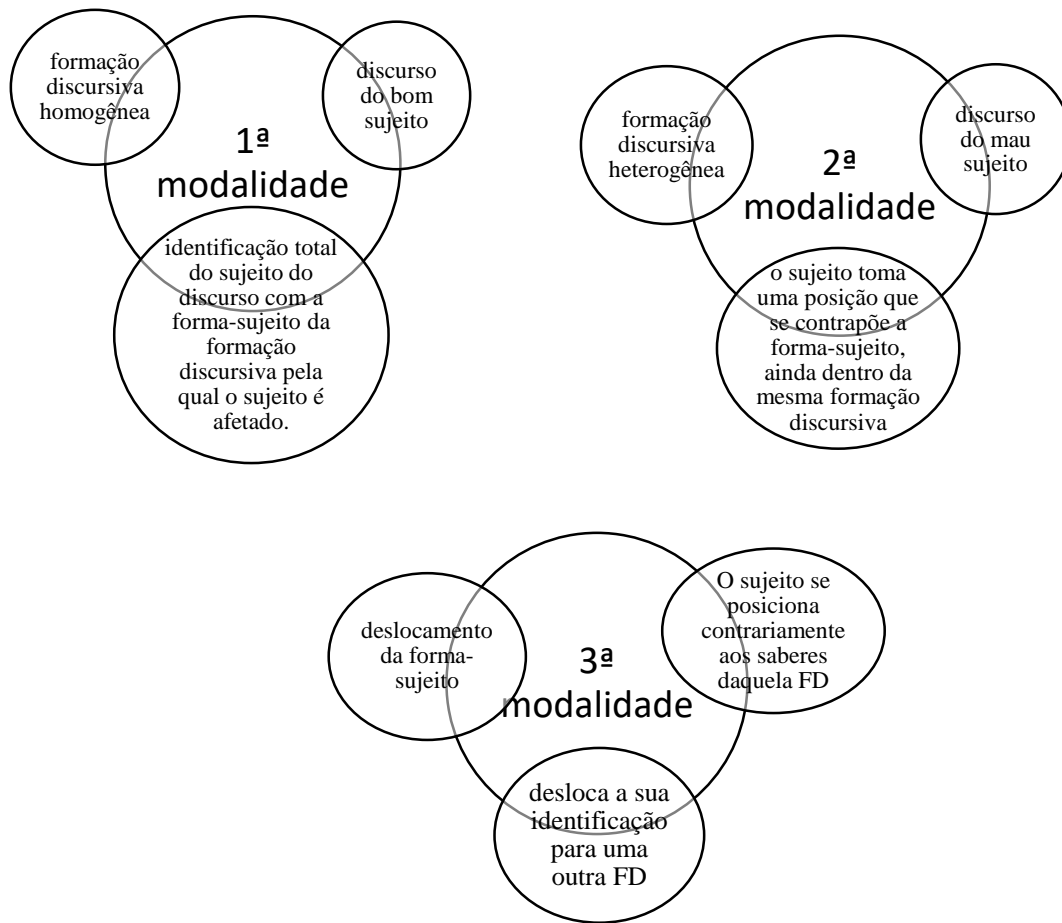 formação
discursiva
homogênea
discurso
do bom
sujeito
1ª
modalidade
identificação total
do sujeito do
discurso com a
forma-sujeito da
formação
discursiva pela
qual o sujeito é
afetado.
formação
discursiva
heterogênea
discurso
do mau
sujeito
2ª
modalidade
o sujeito toma
uma posição que
se contrapõe a
forma-sujeito,
ainda dentro da
mesma formação
discursiva
deslocamento
da forma-
sujeito
O sujeito se
posiciona
contrariamente
aos saberes
daquela FD
3ª
modalidade
desloca a sua
identificação
para uma
outra FD